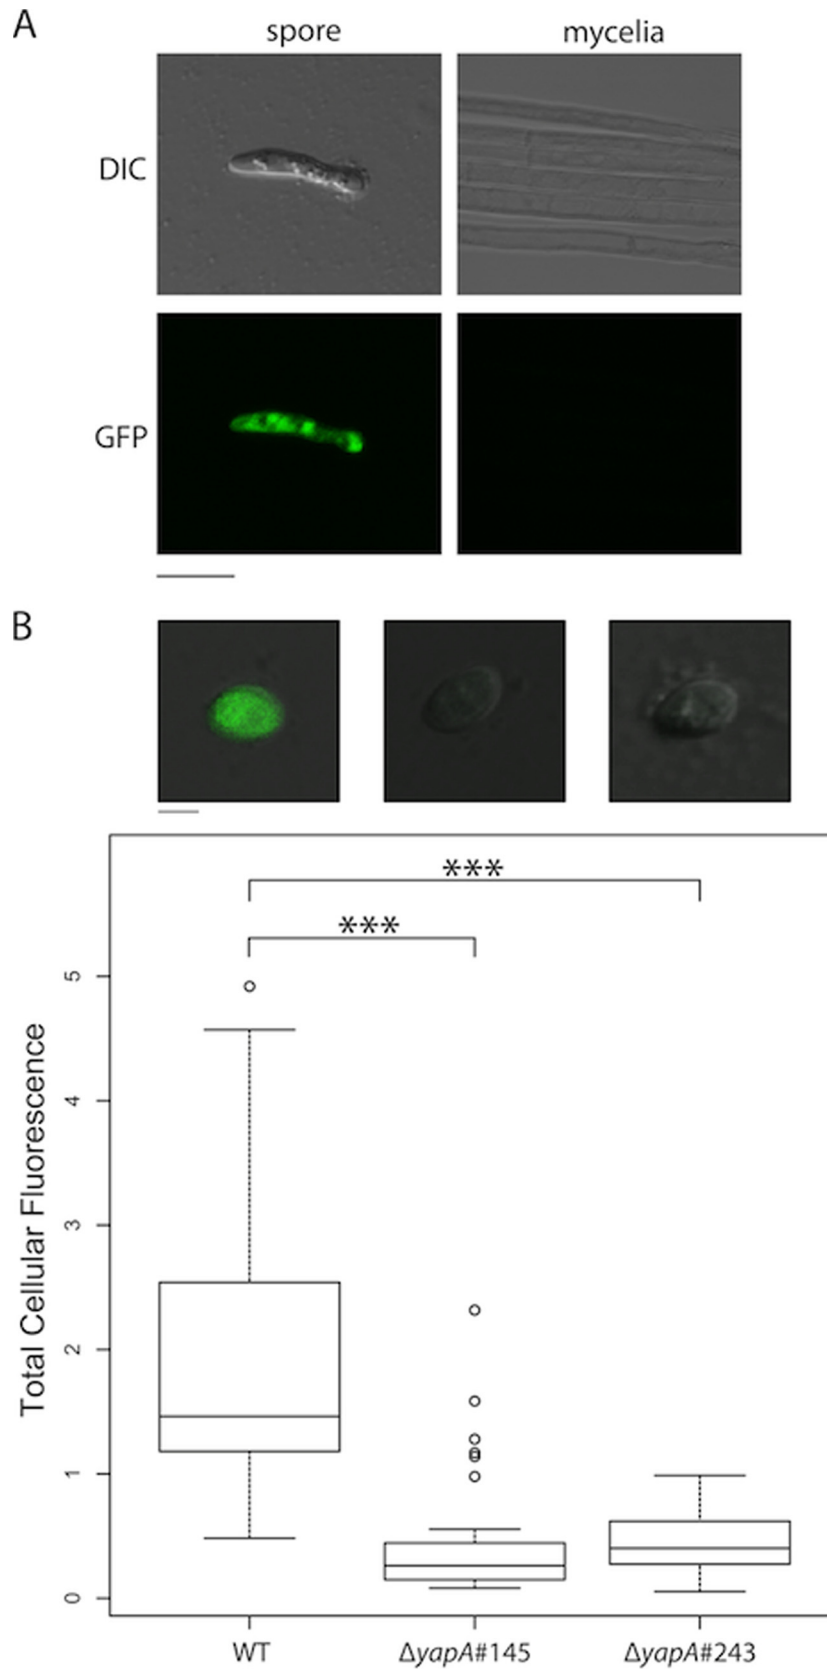 A
spore
mycelia
DIC
GFP
B
***
***
5
4
3
2
1
0
Total Cellular Fluorescence
WT
ΔyapA#145
ΔyapA#243